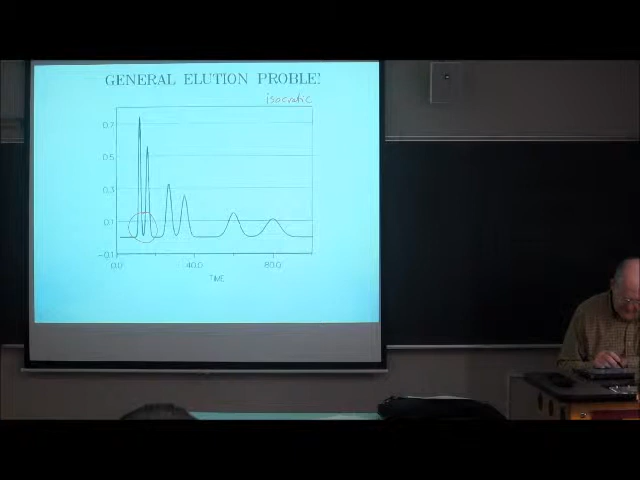 GENERAL ELUTION PROBLE
isocratic
0.7
0.5
0.3
0.1
-0.1
0.0 40.0 80.0
TIME